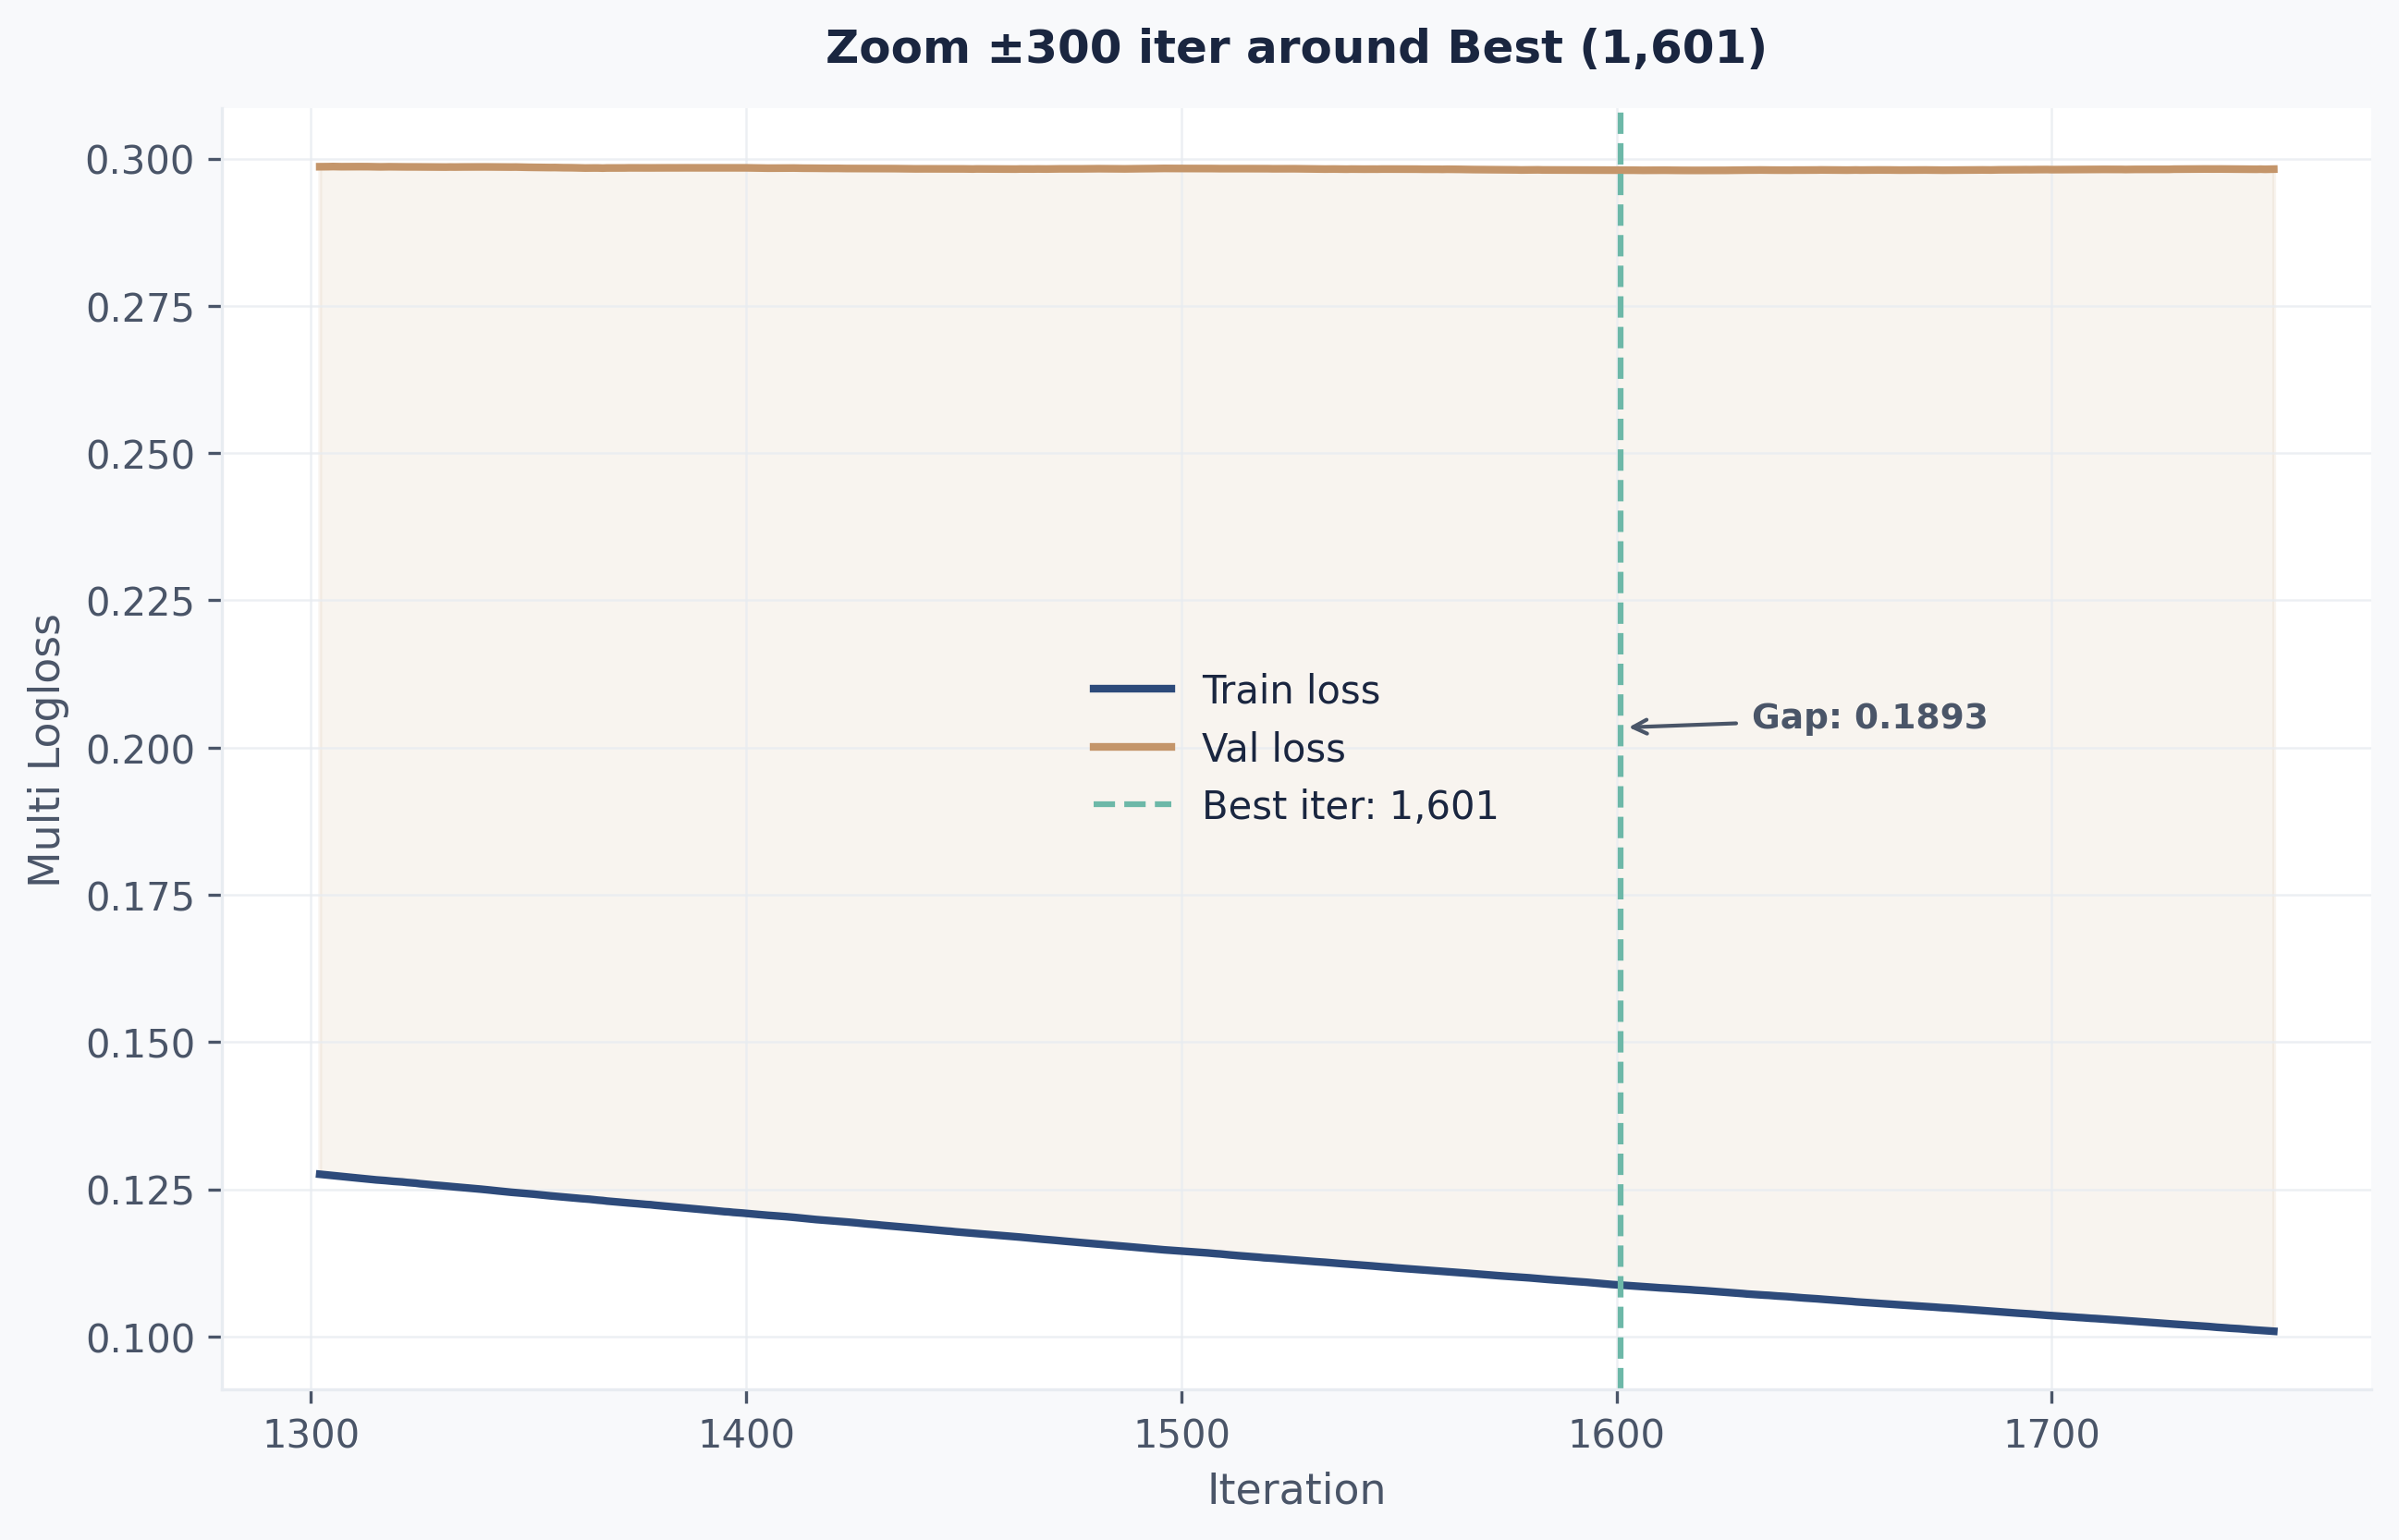 Zoom ±300 iter around Best (1,601)
Multi Logloss
0.300
0.275
0.250
0.225
0.200
0.175
0.150
0.125
0.100
Train loss
Val loss
Best iter: 1,601
Gap: 0.1893
1300
1400
1500
1600
1700
Iteration